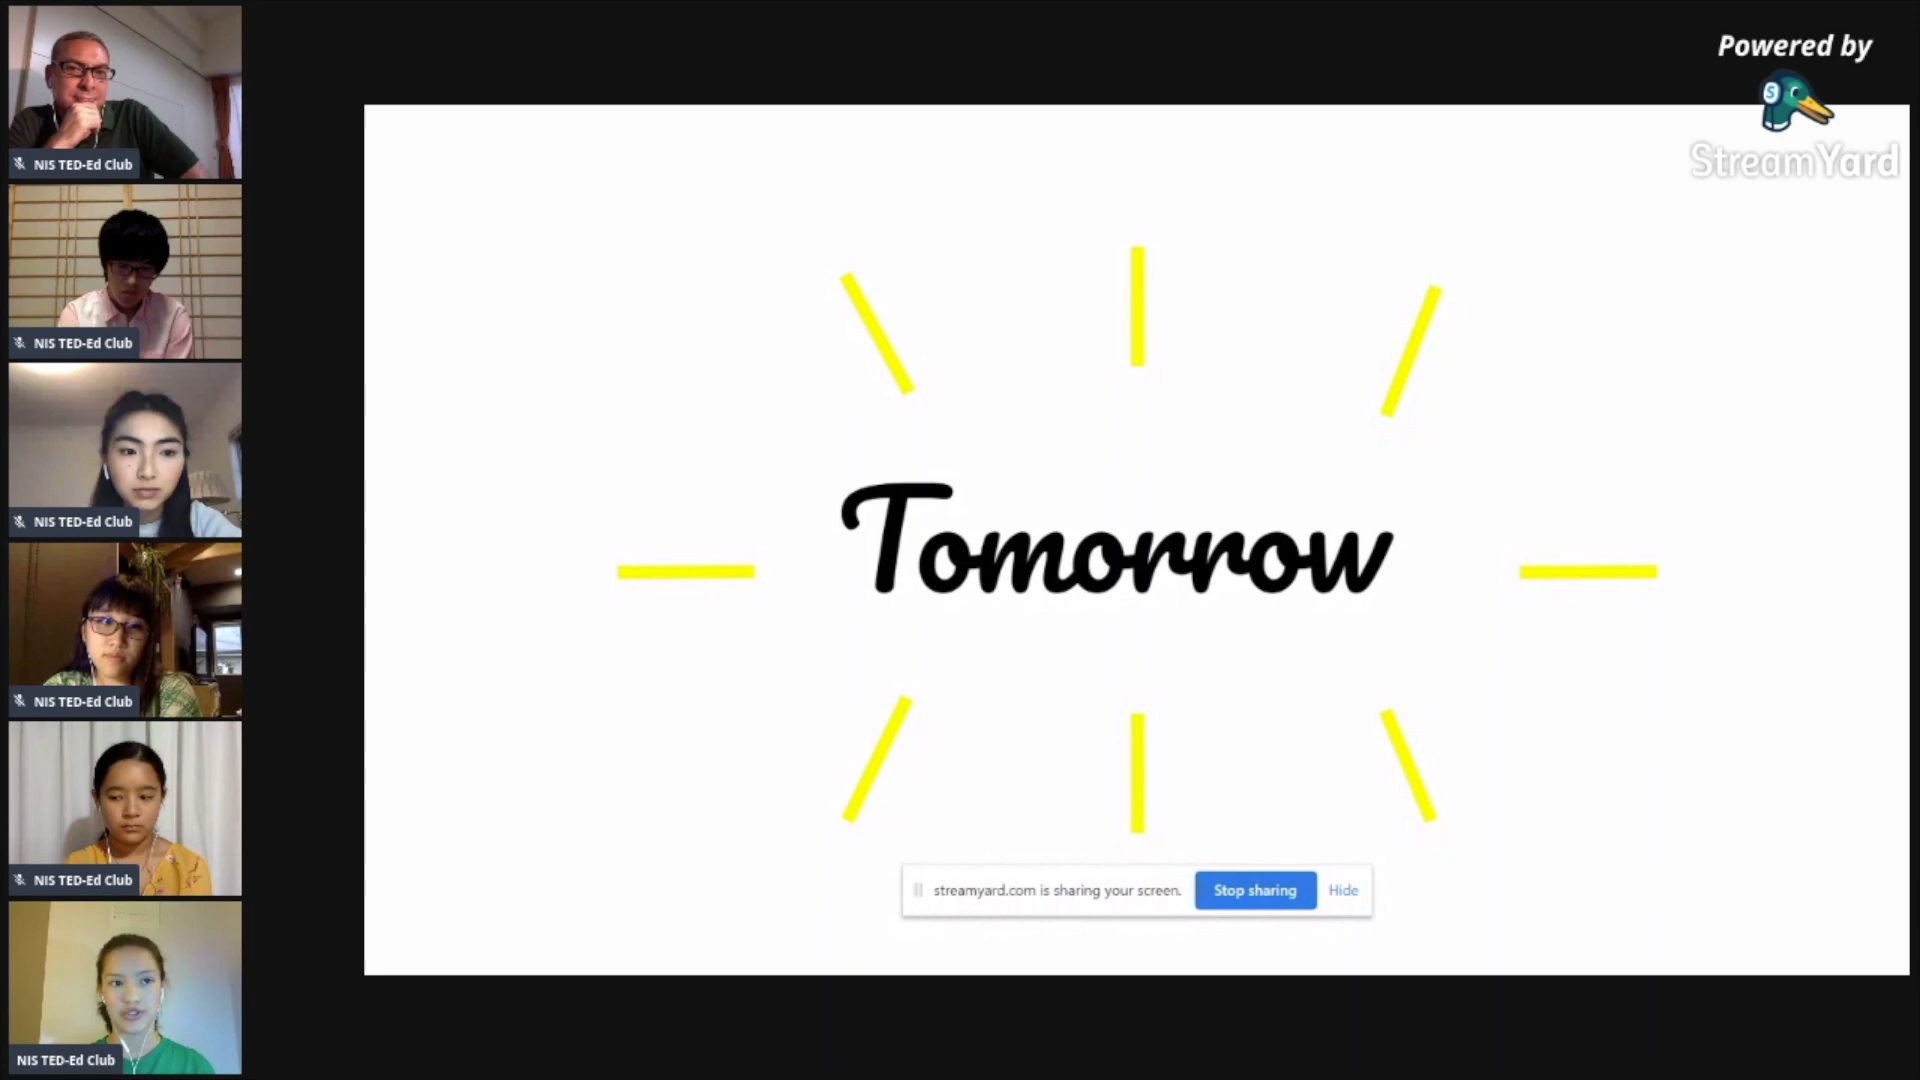 NIS TED-Ed Club
NIS TED-Ed Club
NIS TED-Ed Club
NIS TED-Ed Club
NIS TED-Ed Club
NIS TED-Ed Club
Powered by
S
StreamYard
Tomorrow
streamyard.com is sharing your screen. Stop sharing Hide